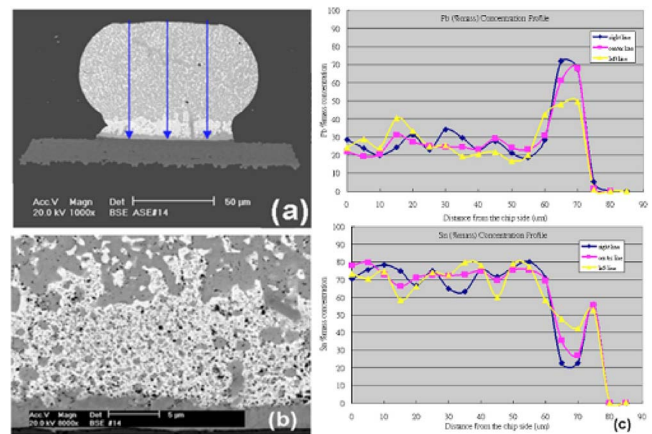 (a)
Acc.V Magn Det 50 µm
20.0 kV 1000x BSE ASE#14
(b)
Acc.V Magn Det 5 µm
20.0 kV 8000x BSE #14
Pb (%mass) Concentration Profile
right line
center line
left line
Pb %mass concentration
100
90
80
70
60
50
40
30
20
10
0
0 10 20 30 40 50 60 70 80 90
Distance from the chip side (um)
Sn (%mass) Concentration Profile
right line
center line
left line
Sn %mass concentration
100
90
80
70
60
50
40
30
20
10
0
0 10 20 30 40 50 60 70 80 90
Distance from the chip side (um)
(c)